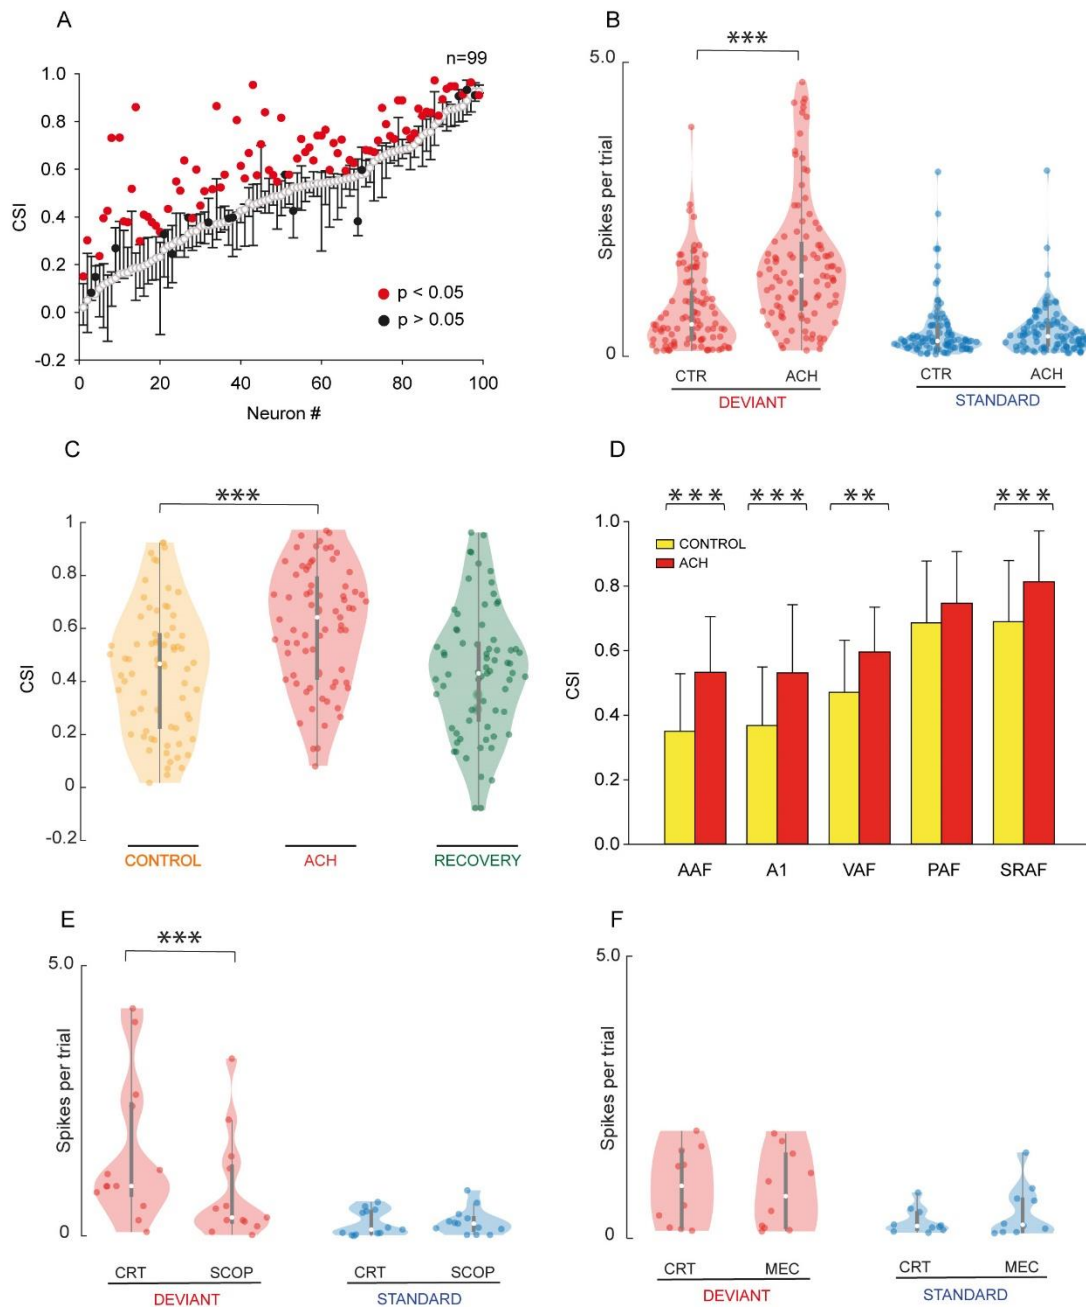 A
n=99
1.0
0.8
0.6
0.4
0.2
0.0
-0.2
CSI
p < 0.05
p > 0.05
0 20 40 60 80 100
Neuron #
B
***
5.0
0
Spikes per trial
CTR ACH CTR ACH
DEVIANT STANDARD
C
***
1
0.8
0.6
0.4
0.2
0
-0.2
CSI
CONTROL ACH RECOVERY
D
*** *** ** ***
1.0
0.8
0.6
0.4
0.2
0.0
CSI
CONTROL
ACH
AAF A1 VAF PAF SRAF
E
***
5.0
0
Spikes per trial
CRT SCOP CRT SCOP
DEVIANT STANDARD
F
5.0
0
Spikes per trial
CRT MEC CRT MEC
DEVIANT STANDARD